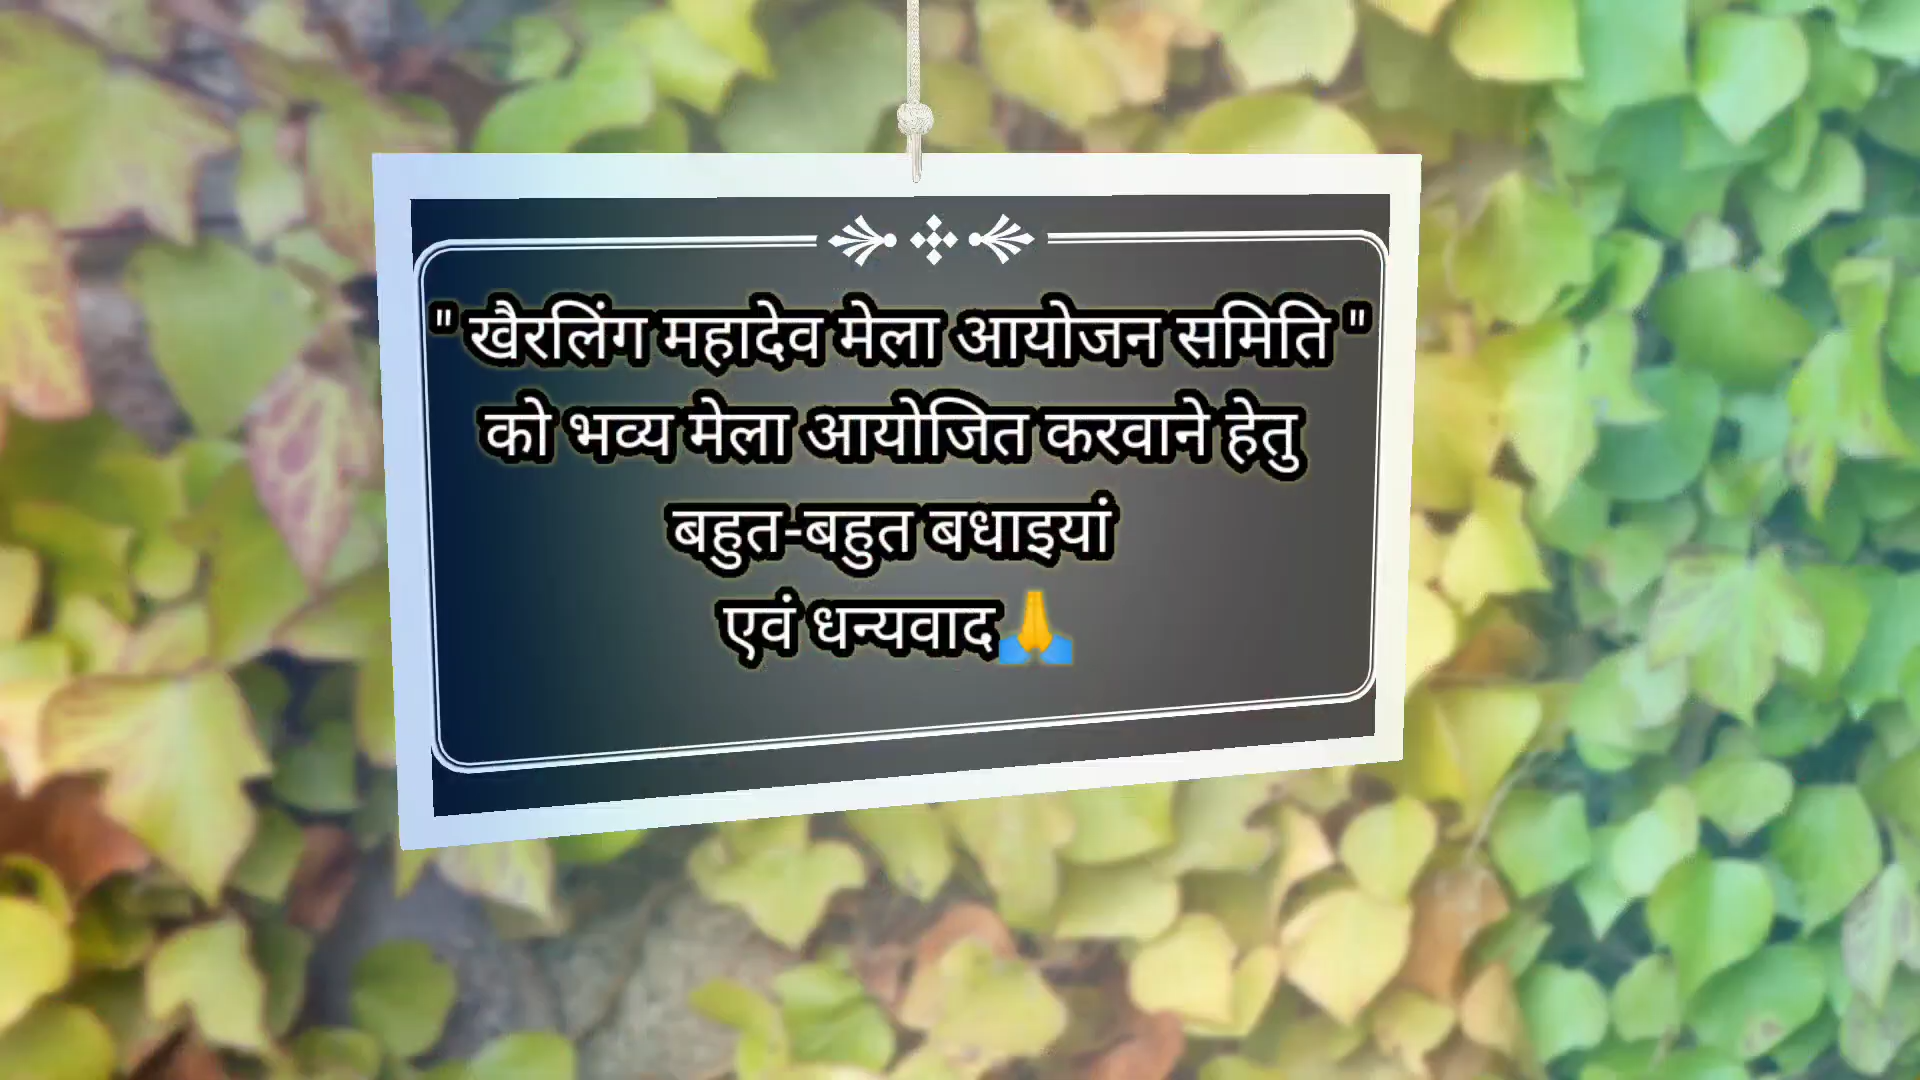 " खैरलिंग महादेव मेला आयोजन समिति "
को भव्य मेला आयोजित करवाने हेतु
बहुत-बहुत बधाइयां
एवं धन्यवाद🙏